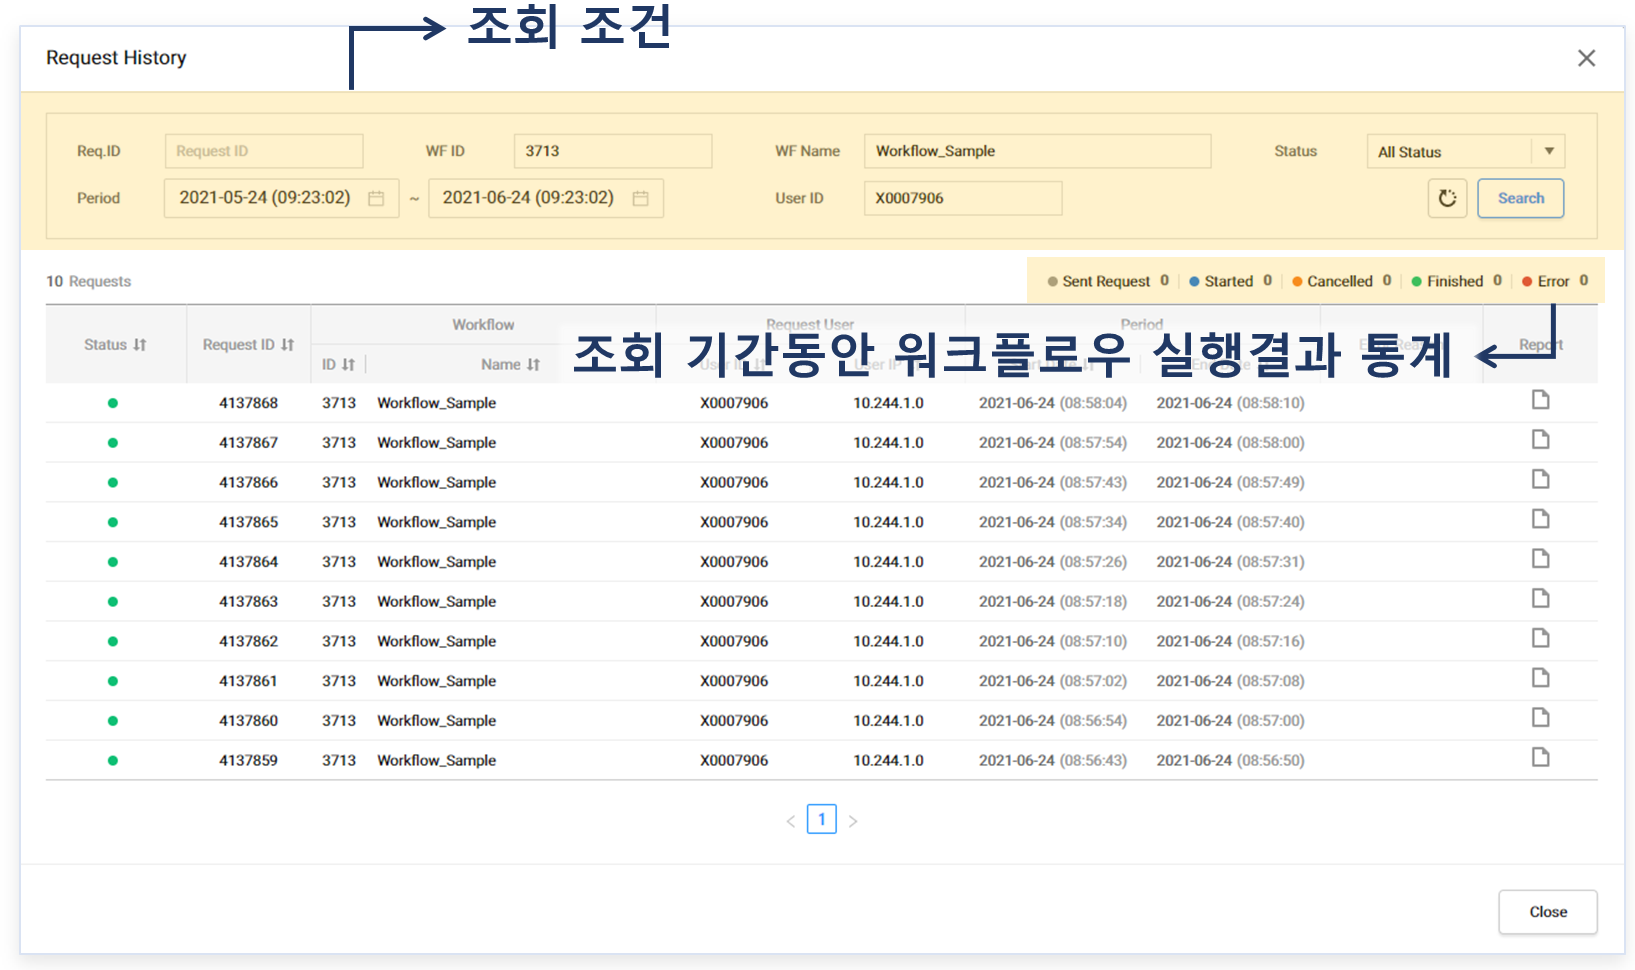 조회 조건
Request History
Req.ID Request ID WF ID 3713 WF Name Workflow_Sample Status All Status
Period 2021-05-24 (09:23:02) ~ 2021-06-24 (09:23:02) User ID X0007906 Search
10 Requests Sent Request 0 Started 0 Cancelled 0 Finished 0 Error 0
Workflow Request User Period
Status Request ID Report
조회 기간동안 워크플로우 실행결과 통계
ID Name
4137868 3713 Workflow_Sample X0007906 10.244.1.0 2021-06-24 (08:58:04) 2021-06-24 (08:58:10)
4137867 3713 Workflow_Sample X0007906 10.244.1.0 2021-06-24 (08:57:54) 2021-06-24 (08:58:00)
4137866 3713 Workflow_Sample X0007906 10.244.1.0 2021-06-24 (08:57:43) 2021-06-24 (08:57:49)
4137865 3713 Workflow_Sample X0007906 10.244.1.0 2021-06-24 (08:57:34) 2021-06-24 (08:57:40)
4137864 3713 Workflow_Sample X0007906 10.244.1.0 2021-06-24 (08:57:26) 2021-06-24 (08:57:31)
4137863 3713 Workflow_Sample X0007906 10.244.1.0 2021-06-24 (08:57:18) 2021-06-24 (08:57:24)
4137862 3713 Workflow_Sample X0007906 10.244.1.0 2021-06-24 (08:57:10) 2021-06-24 (08:57:16)
4137861 3713 Workflow_Sample X0007906 10.244.1.0 2021-06-24 (08:57:02) 2021-06-24 (08:57:08)
4137860 3713 Workflow_Sample X0007906 10.244.1.0 2021-06-24 (08:56:54) 2021-06-24 (08:57:00)
4137859 3713 Workflow_Sample X0007906 10.244.1.0 2021-06-24 (08:56:43) 2021-06-24 (08:56:50)
< 1 >
Close